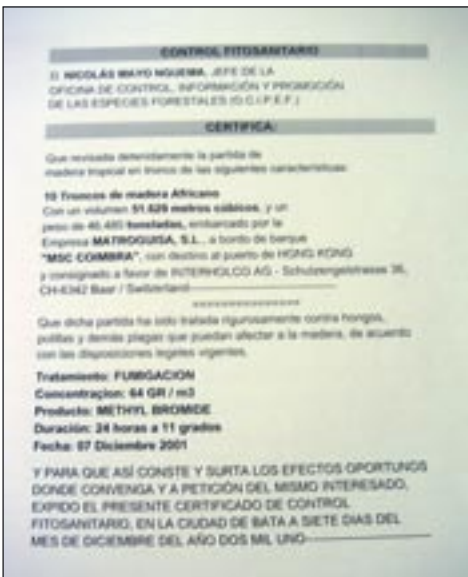 CONTROL FITOSANITARIO
D. NICOLÁS MAYO NGUEMA, JEFE DE LA
OFICINA DE CONTROL, INFORMACIÓN Y PROMOCIÓN
DE LAS ESPECIES FORESTALES (O.C.I.P.E.F.)
CERTIFICA:
Que revisada detenidamente la partida de
madera tropical en tronco de las siguientes características:
10 Troncos de madera Africano
Con un volumen 51.629 metros cúbicos, y un
peso de 46.485 toneladas, embarcado por la
Empresa MATROGUISA, S.L., a bordo de barque
"MSC COIMBRA", con destino al puerto de HONG KONG
y consignado a favor de INTERHOLCO AG - Schutzengelstrasse 36,
CH-6342 Baar / Switzerland
================
Que dicha partida ha sido tratada rigurosamente contra hongos,
polillas y demás plagas que puedan afectar a la madera, de acuerdo
con las disposiciones legales vigentes.
Tratamiento: FUMIGACION
Concentraçion: 64 GR / m3
Producto: METHYL BROMIDE
Duración: 24 horas a 11 grados
Fecha: 07 Diciembre 2001
Y PARA QUE ASÍ CONSTE Y SURTA LOS EFECTOS OPORTUNOS
DONDE CONVENGA Y A PETICIÓN DEL MISMO INTERESADO,
EXPIDO EL PRESENTE CERTIFICADO DE CONTROL
FITOSANITARIO, EN LA CIUDAD DE BATA A SIETE DIAS DEL
MES DE DICIEMBRE DEL AÑO DOS MIL UNO